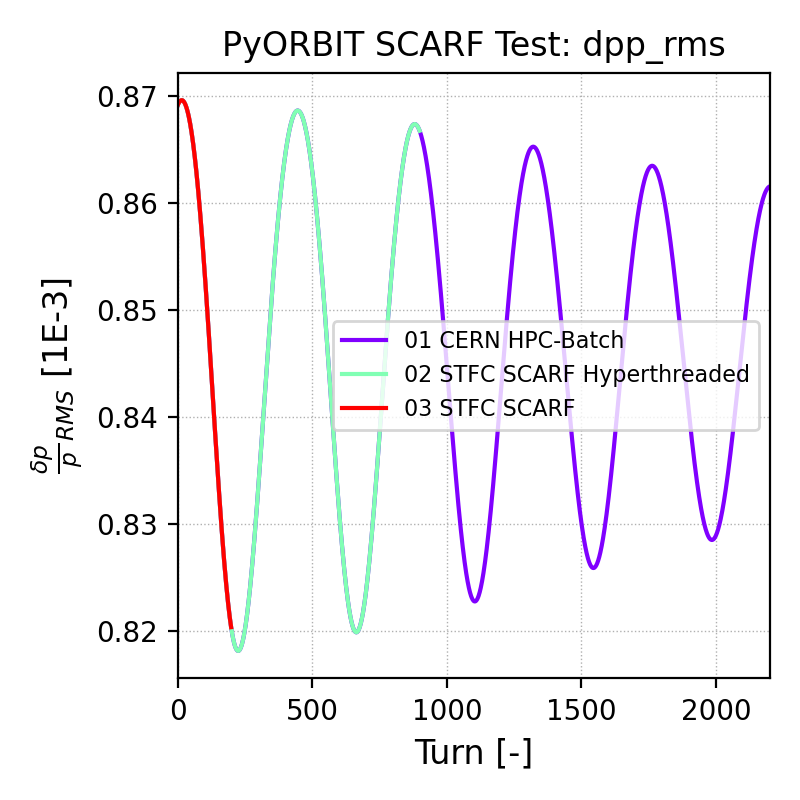 PyORBIT SCARF Test: dpp_rms
0.87
0.86
0.85
0.84
0.83
0.82
δp/p RMS [1E-3]
01 CERN HPC-Batch
02 STFC SCARF Hyperthreaded
03 STFC SCARF
0 500 1000 1500 2000
Turn [-]